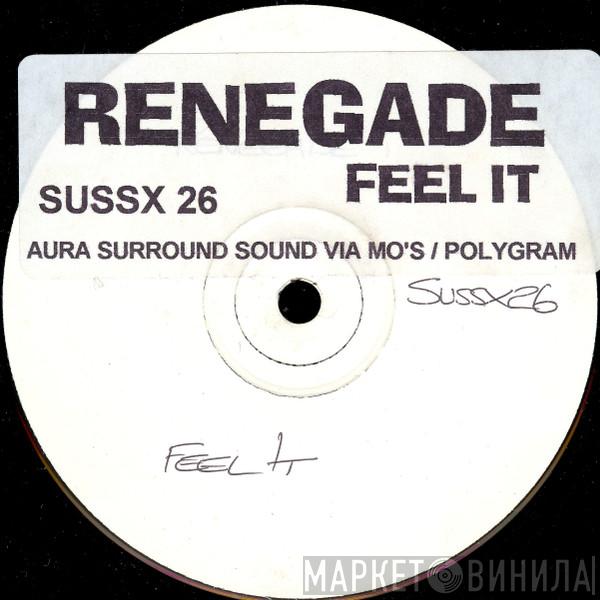 RENEGADE
FEEL IT
SUSSX 26
AURA SURROUND SOUND VIA MO'S / POLYGRAM
SUSSX26
FEEL IT
МАРКЕТ ВИНИЛА